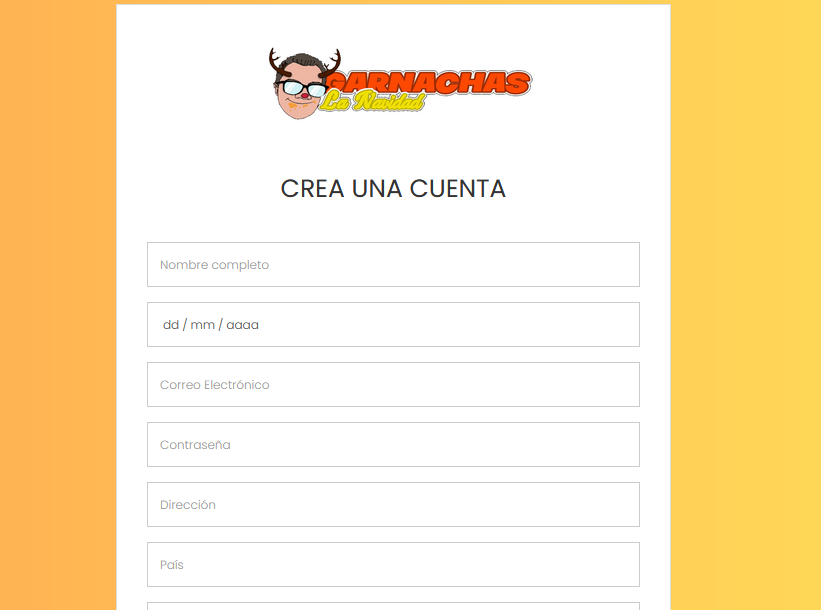 GARNACHAS
La Navidad
CREA UNA CUENTA
Nombre completo
dd / mm / aaaa
Correo Electrónico
Contraseña
Dirección
País